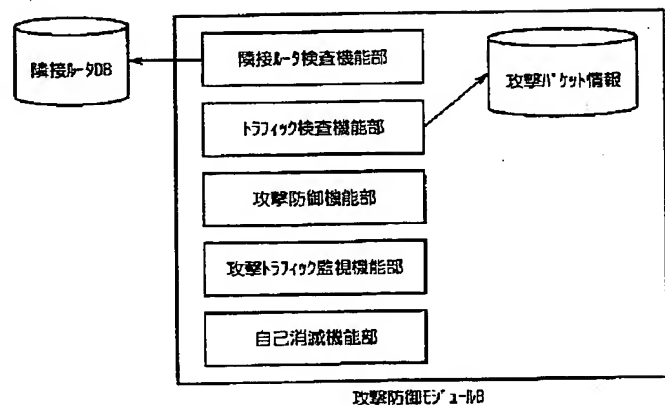 隣接ルータDB
隣接ルータ検査機能部
攻撃パケット情報
トラフィック検査機能部
攻撃防御機能部
攻撃トラフィック監視機能部
自己消滅機能部
攻撃防御モジュールB